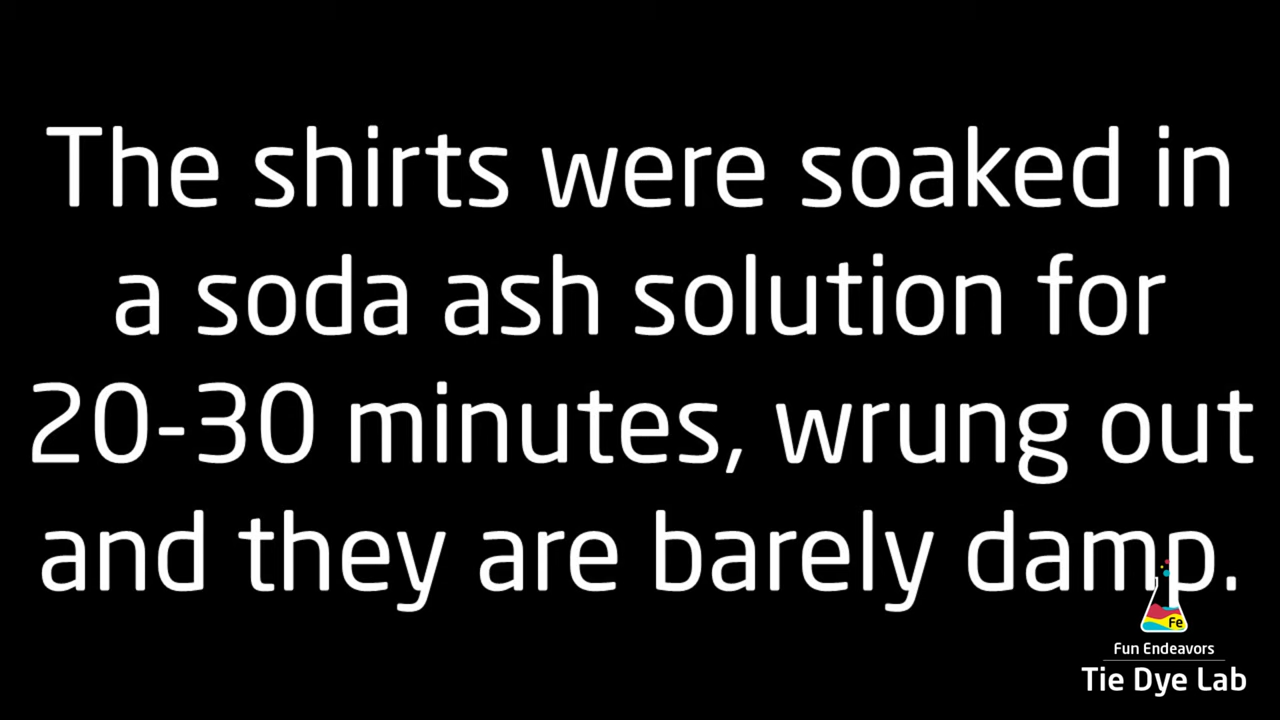 The shirts were soaked in
a soda ash solution for
20-30 minutes, wrung out
and they are barely damp.
Fe
Fun Endeavors
Tie Dye Lab